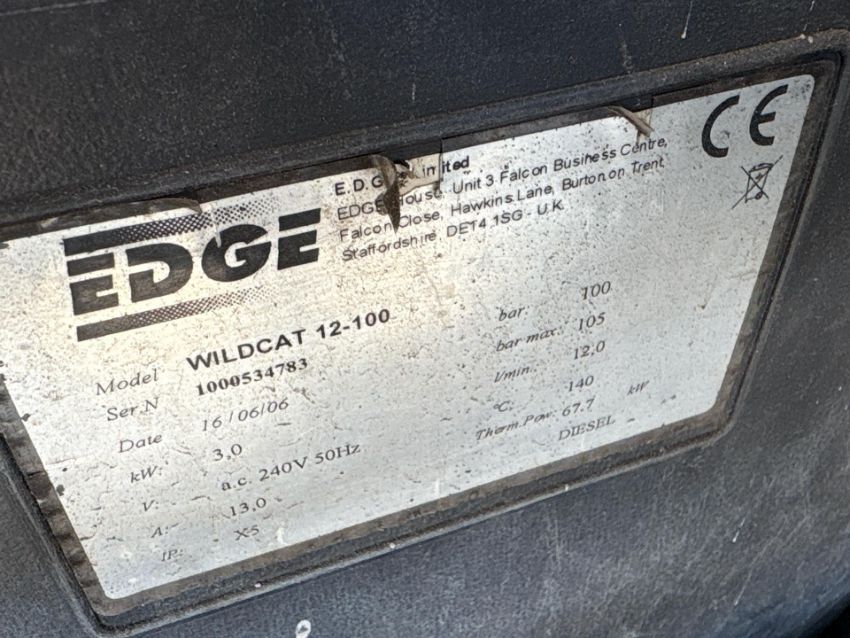 EDGE
E.D.G. Limited
EDGE House, Unit 3 Falcon Business Centre,
Falcon Close, Hawkins Lane, Burton on Trent
Staffordshire DE14 1SG - U.K.
CE
Model WILDCAT 12-100
Ser.N 1000534783
Date 16/06/06
kW: 3,0
V: a.c. 240V 50Hz
A: 13,0
IP: X5
bar: 100
bar max: 105
l/min. 12,0
°C: 140
Therm.Pow: 67.7 kW
DIESEL